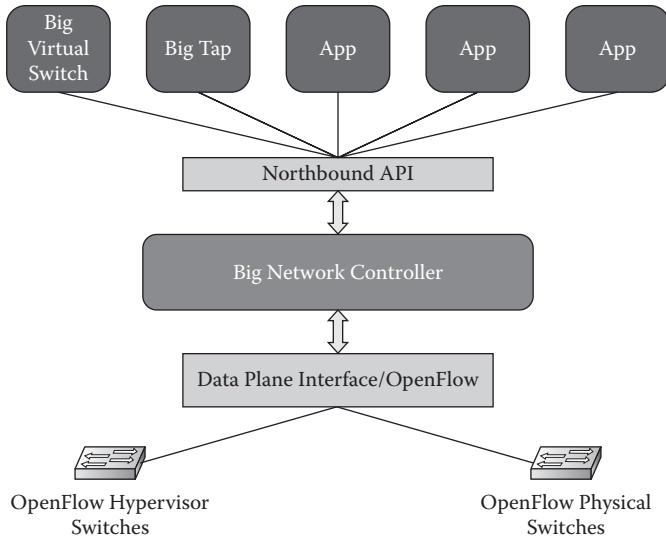 Big
Virtual
Switch
Big Tap
App
App
App
Northbound API
Big Network Controller
Data Plane Interface/OpenFlow
OpenFlow Hypervisor
Switches
OpenFlow Physical
Switches